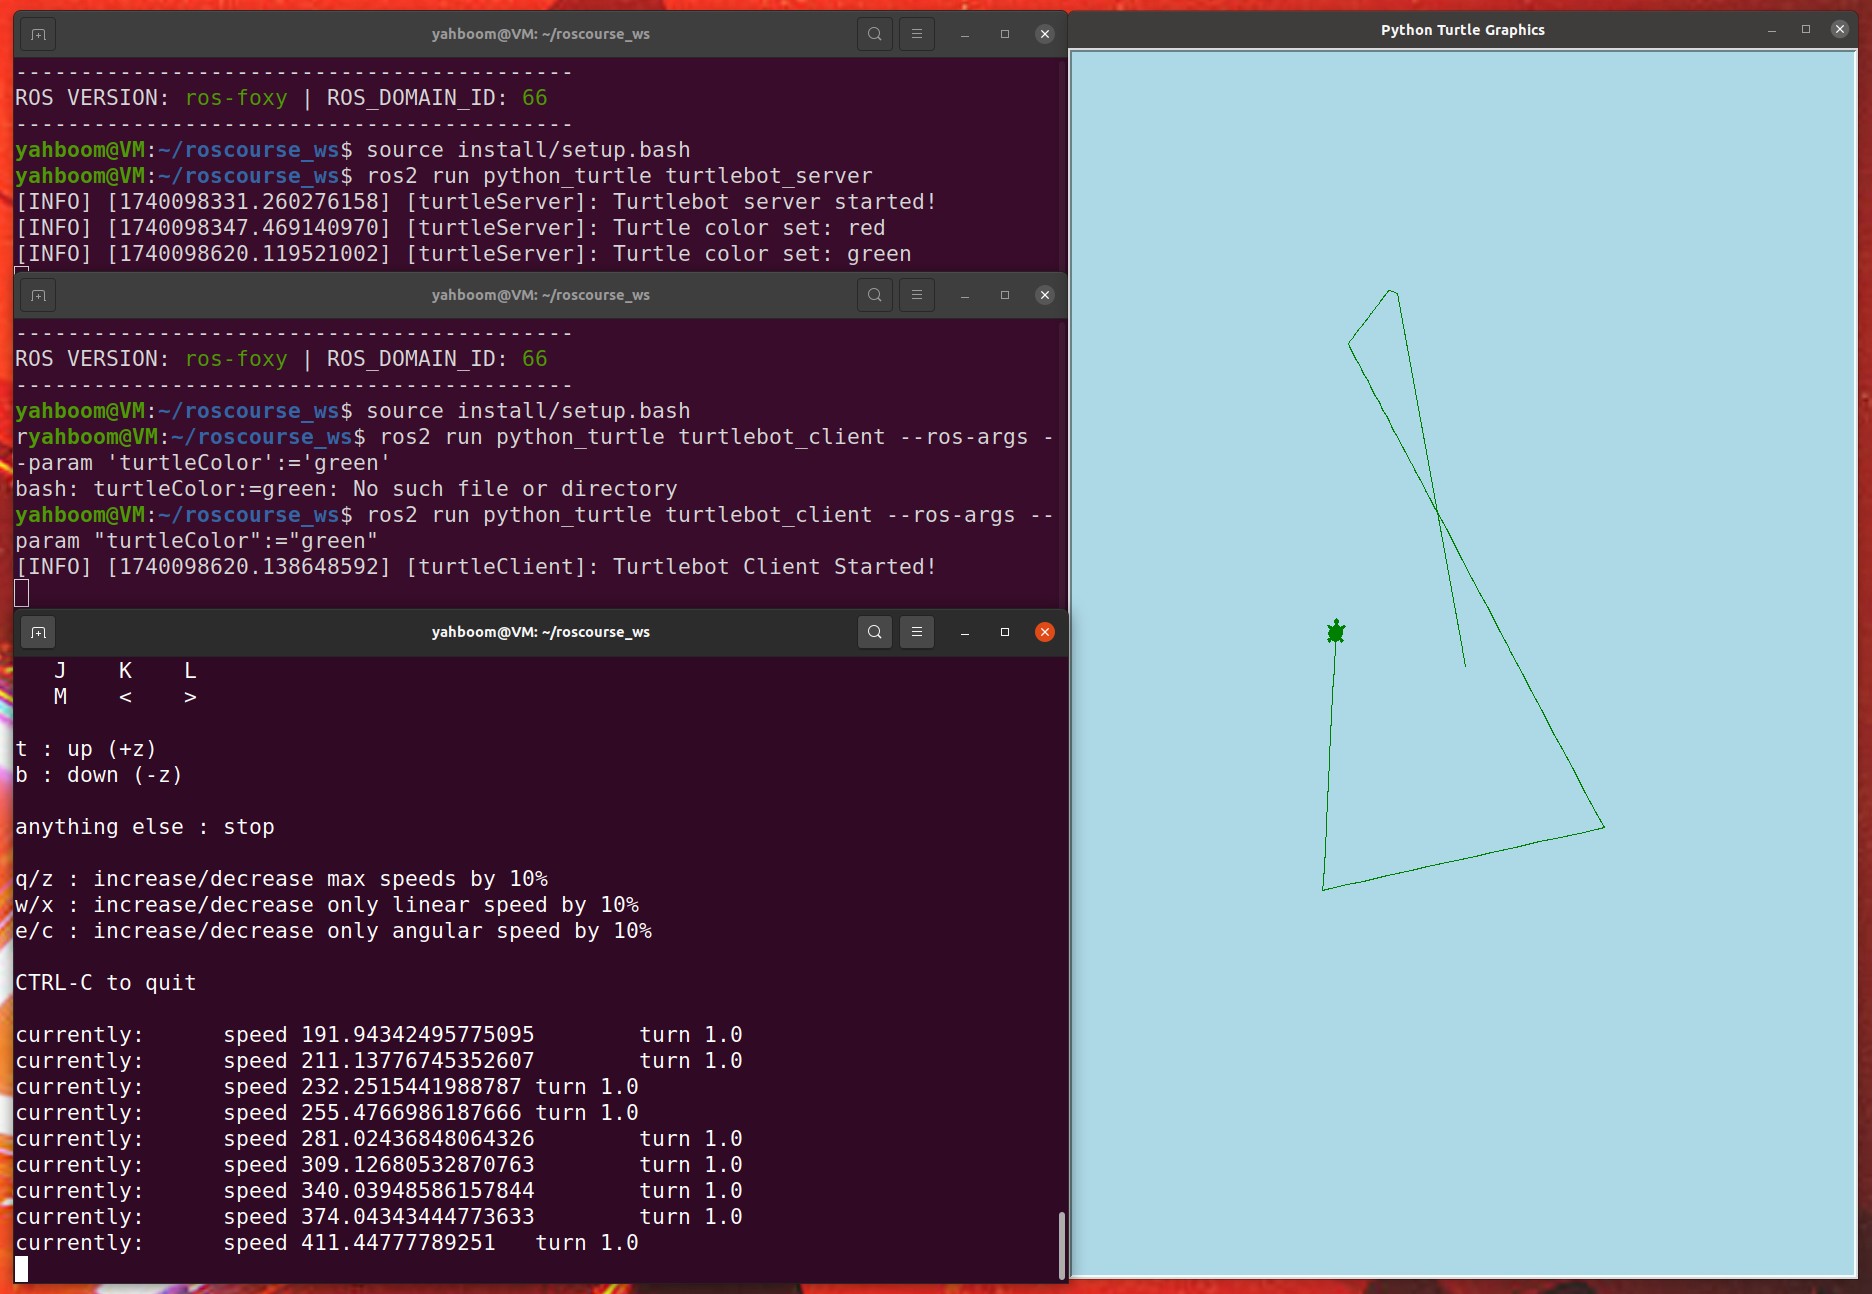 yahboom@VM: ~/roscourse_ws
-------------------------------------------
ROS VERSION: ros-foxy | ROS_DOMAIN_ID: 66
-------------------------------------------
yahboom@VM:~/roscourse_ws$ source install/setup.bash
yahboom@VM:~/roscourse_ws$ ros2 run python_turtle turtlebot_server
[INFO] [1740098331.260276158] [turtleServer]: Turtlebot server started!
[INFO] [1740098347.469140970] [turtleServer]: Turtle color set: red
[INFO] [1740098620.119521002] [turtleServer]: Turtle color set: green
yahboom@VM: ~/roscourse_ws
-------------------------------------------
ROS VERSION: ros-foxy | ROS_DOMAIN_ID: 66
-------------------------------------------
yahboom@VM:~/roscourse_ws$ source install/setup.bash
ryahboom@VM:~/roscourse_ws$ ros2 run python_turtle turtlebot_client --ros-args -
-param 'turtleColor':='green'
bash: turtleColor:=green: No such file or directory
yahboom@VM:~/roscourse_ws$ ros2 run python_turtle turtlebot_client --ros-args --
param "turtleColor":="green"
[INFO] [1740098620.138648592] [turtleClient]: Turtlebot Client Started!
yahboom@VM: ~/roscourse_ws
J K L
M < >
t : up (+z)
b : down (-z)
anything else : stop
q/z : increase/decrease max speeds by 10%
w/x : increase/decrease only linear speed by 10%
e/c : increase/decrease only angular speed by 10%
CTRL-C to quit
currently: speed 191.94342495775095 turn 1.0
currently: speed 211.13776745352607 turn 1.0
currently: speed 232.2515441988787 turn 1.0
currently: speed 255.4766986187666 turn 1.0
currently: speed 281.02436848064326 turn 1.0
currently: speed 309.12680532870763 turn 1.0
currently: speed 340.03948586157844 turn 1.0
currently: speed 374.04343444773633 turn 1.0
currently: speed 411.44777789251 turn 1.0
Python Turtle Graphics